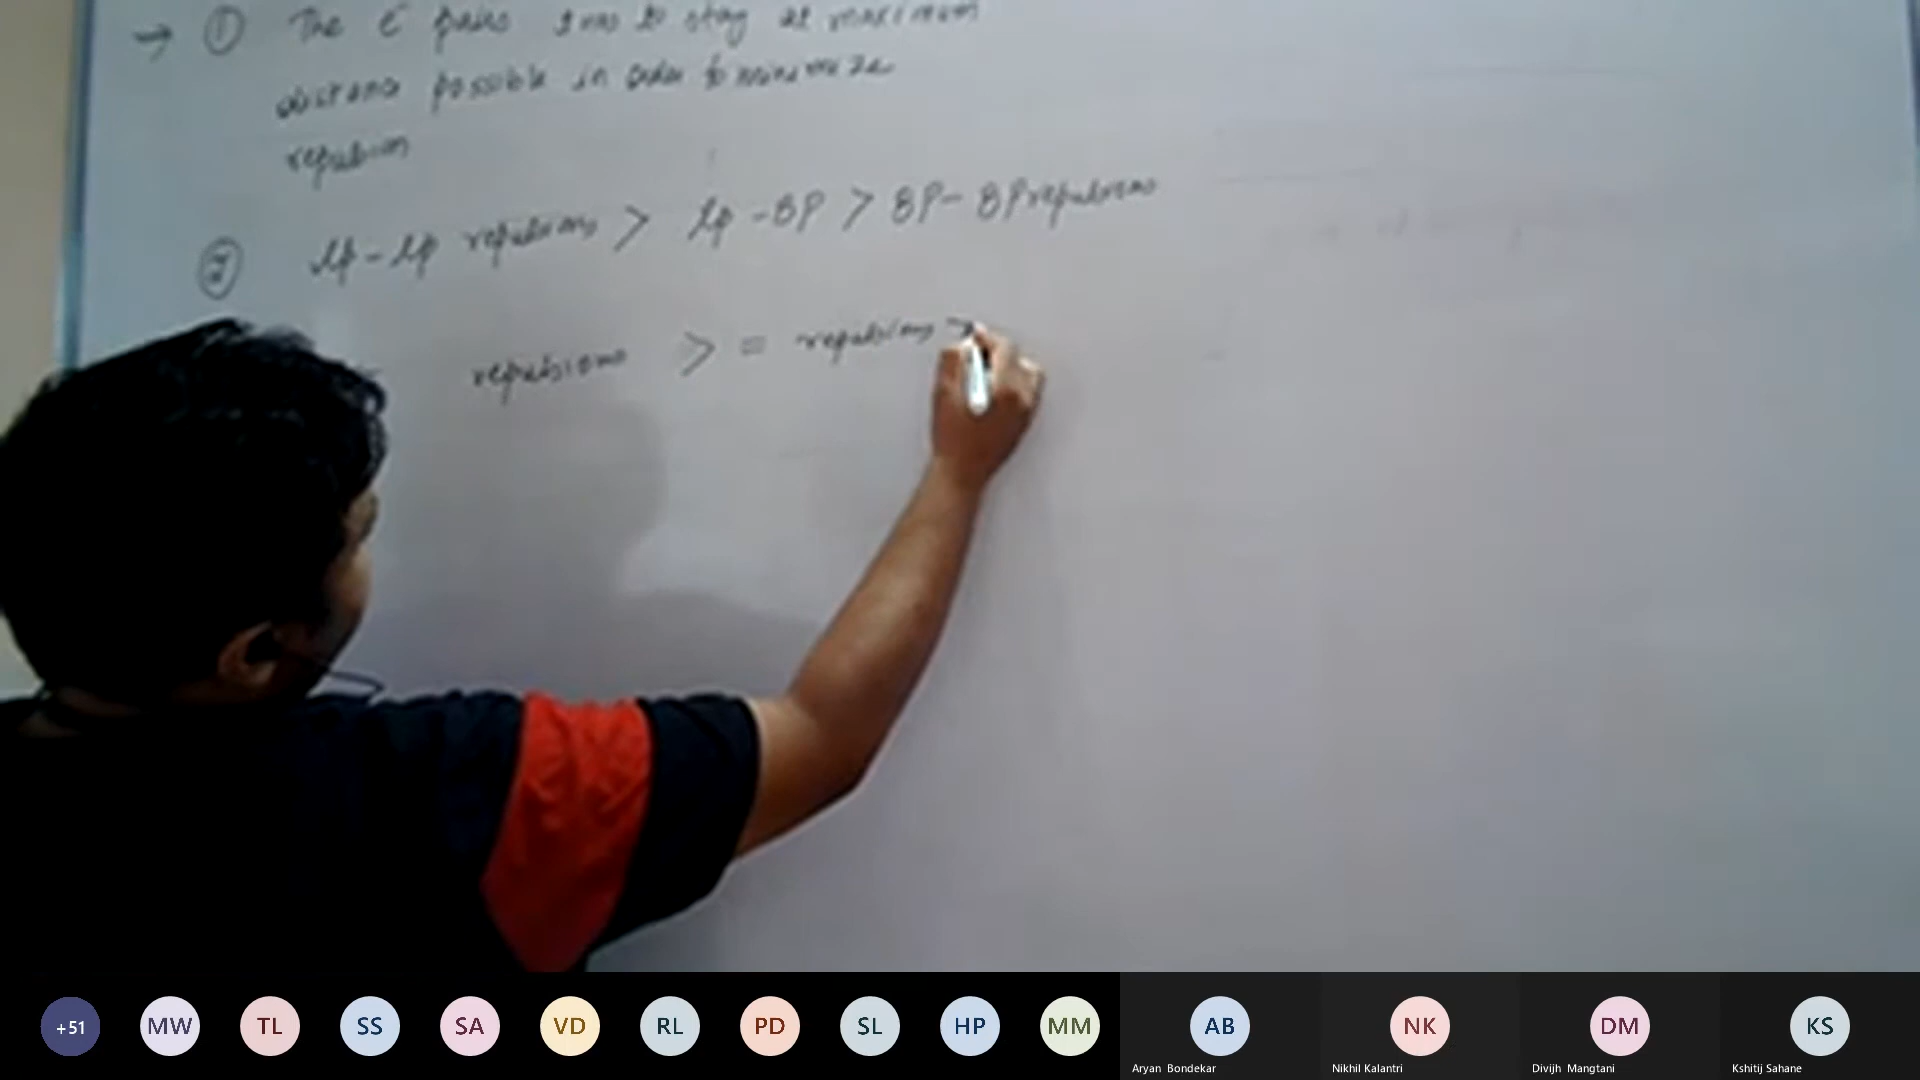 → ① The e⁻ pairs to stay at maximum
distance possible in order to minimize
repulsion
② lp-lp repulsions > lp-BP > BP-BP repulsions
repulsions > = repulsions >
+51 MW TL SS SA VD RL PD SL HP MM AB NK DM KS
Aryan Bondekar Nikhil Kalantri Divijh Mangtani Kshitij Sahane